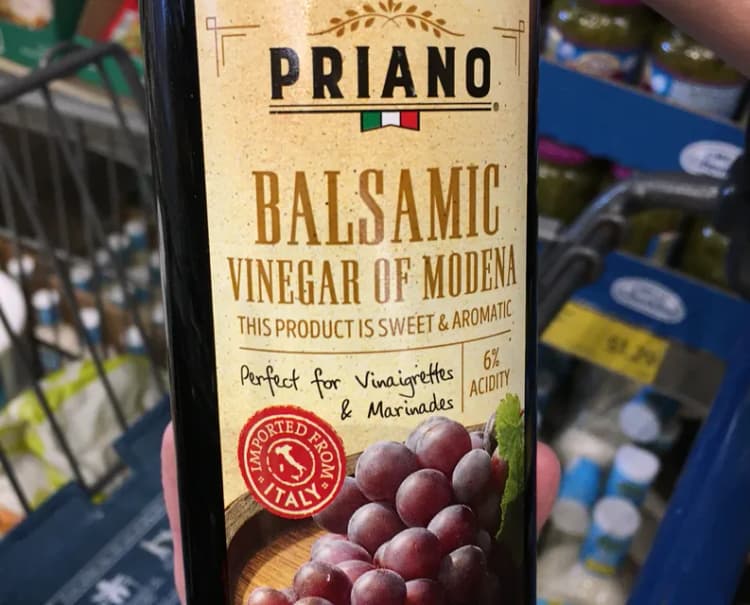 PRIANO
BALSAMIC
VINEGAR OF MODENA
THIS PRODUCT IS SWEET & AROMATIC
Perfect for Vinaigrettes
& Marinades
6%
ACIDITY
IMPORTED FROM
ITALY